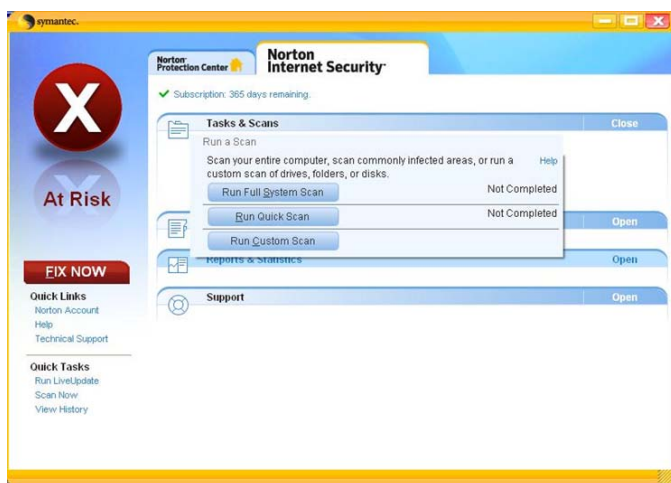 symantec.
Norton
Protection Center
Norton
Internet Security
Subscription: 365 days remaining.
X
At Risk
FIX NOW
Quick Links
Norton Account
Help
Technical Support
Quick Tasks
Run LiveUpdate
Scan Now
View History
Tasks & Scans
Close
Run a Scan
Scan your entire computer, scan commonly infected areas, or run a
custom scan of drives, folders, or disks.
Help
Run Full System Scan
Not Completed
Run Quick Scan
Not Completed
Run Custom Scan
Open
Reports & Statistics
Open
Support
Open